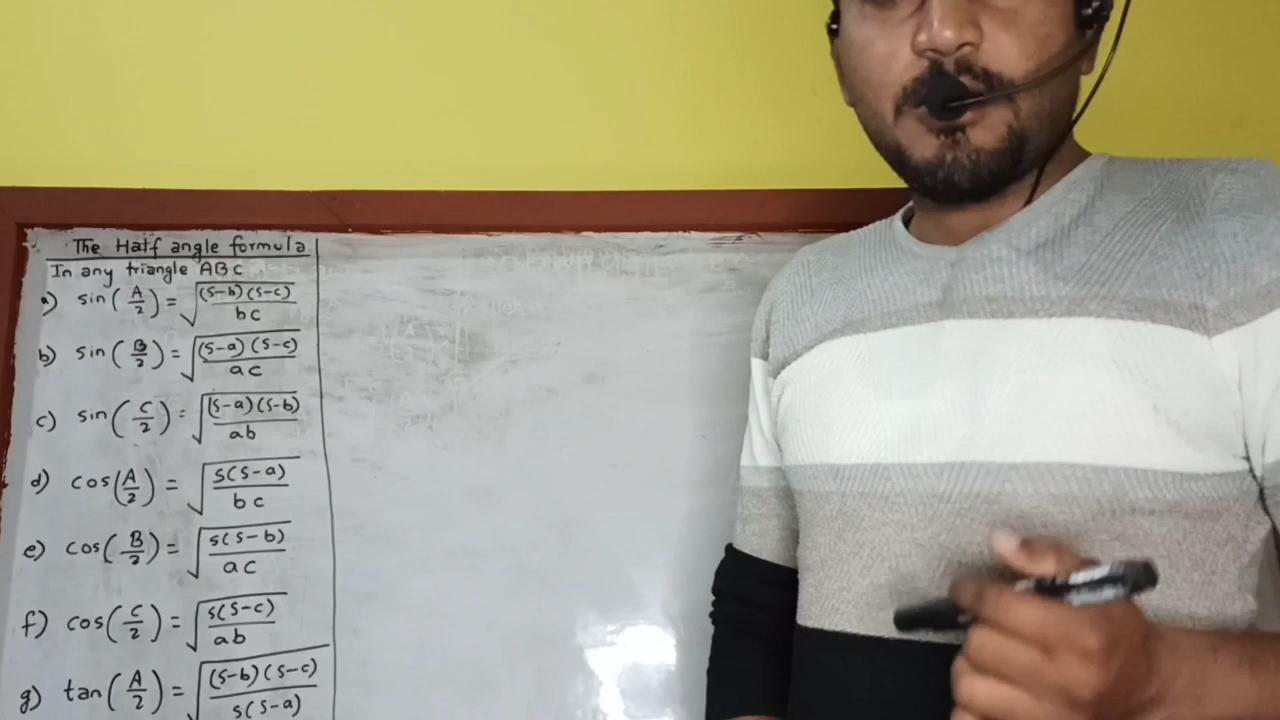 The Half angle formula
In any triangle ABC
a) sin(A/2) = √((s-b)(s-c)/bc)
b) sin(B/2) = √((s-a)(s-c)/ac)
c) sin(C/2) = √((s-a)(s-b)/ab)
d) cos(A/2) = √(s(s-a)/bc)
e) cos(B/2) = √(s(s-b)/ac)
f) cos(C/2) = √(s(s-c)/ab)
g) tan(A/2) = √((s-b)(s-c)/s(s-a))